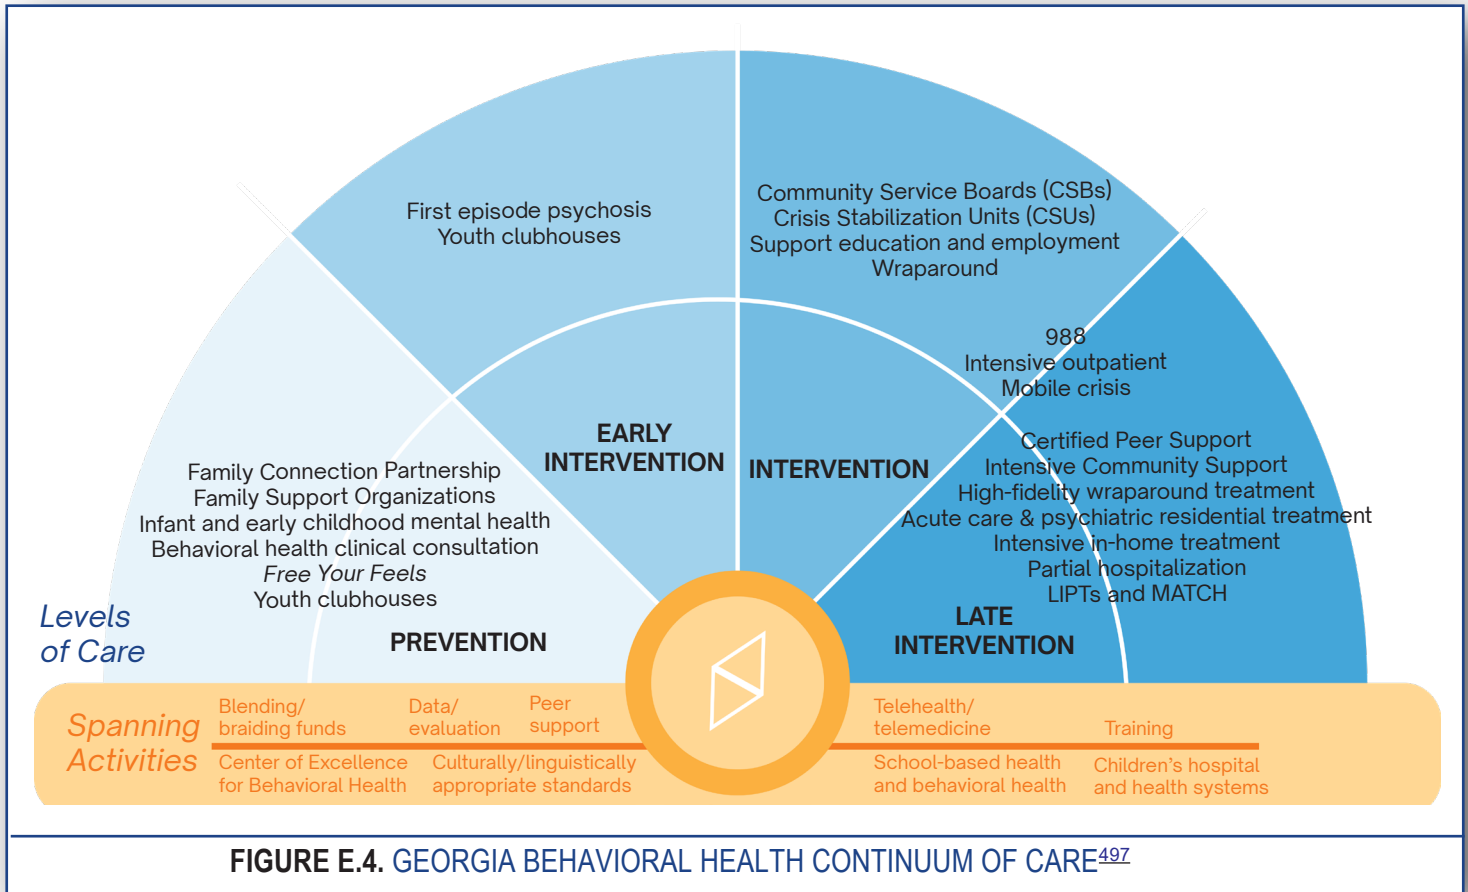 First episode psychosis
Youth clubhouses
Community Service Boards (CSBs)
Crisis Stabilization Units (CSUs)
Support education and employment
Wraparound
988
Intensive outpatient
Mobile crisis
EARLY
INTERVENTION
INTERVENTION
Family Connection Partnership
Family Support Organizations
Infant and early childhood mental health
Behavioral health clinical consultation
Free Your Feels
Youth clubhouses
PREVENTION
Certified Peer Support
Intensive Community Support
High-fidelity wraparound treatment
Acute care & psychiatric residential treatment
Intensive in-home treatment
Partial hospitalization
LIPTs and MATCH
LATE
INTERVENTION
Levels
of Care
Spanning
Activities
Blending/
braiding funds
Data/
evaluation
Peer
support
Telehealth/
telemedicine
Training
Center of Excellence
for Behavioral Health
Culturally/linguistically
appropriate standards
School-based health
and behavioral health
Children's hospital
and health systems
FIGURE E.4. GEORGIA BEHAVIORAL HEALTH CONTINUUM OF CARE497